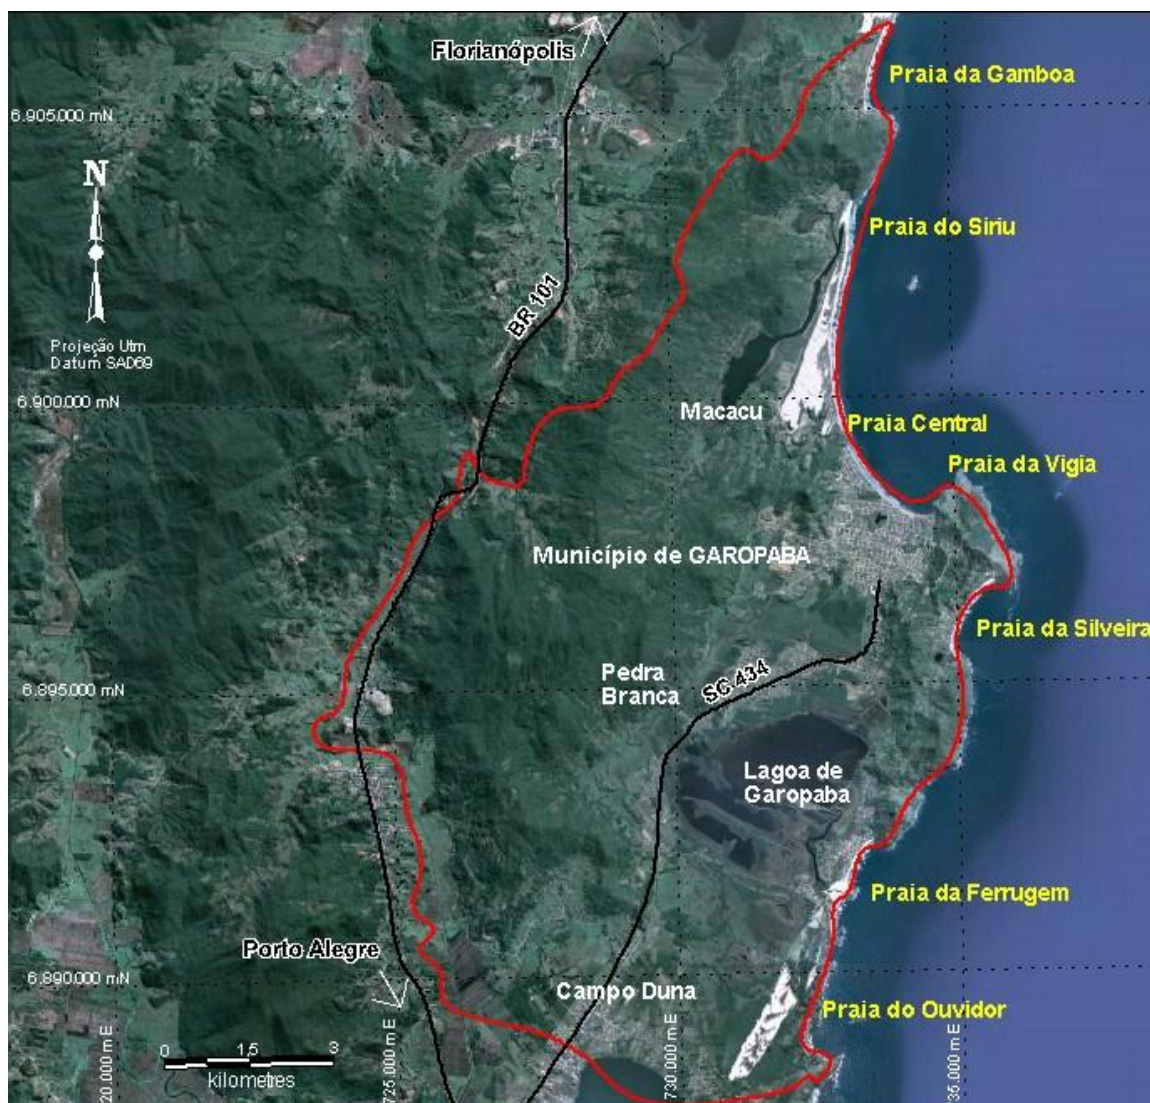 Florianópolis
Praia da Gamboa
6.905.000 mN
N
Praia do Siriu
BR 101
Projeção Utm
Datum SAD69
6.900.000 mN
Macacu
Praia Central
Praia da Vigia
Município de GAROPABA
Praia da Silveira
Pedra
Branca
SC 434
6.895.000 mN
Lagoa de
Garopaba
Praia da Ferrugem
Porto Alegre
6.890.000 mN
Campo Duna
Praia do Ouvidor
20.000 m E
725.000 m E
730.000 m E
35.000 m E
0 1,5 3
kilometres